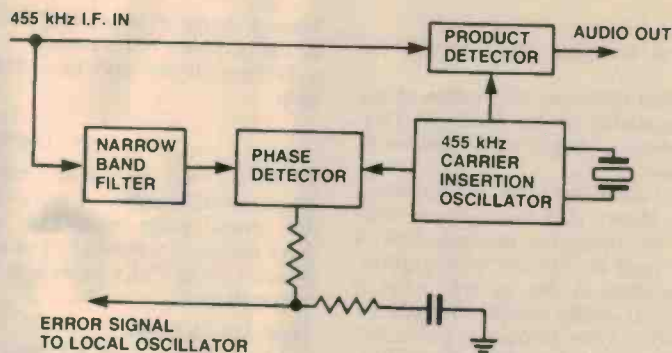 455 kHz I.F. IN
PRODUCT
DETECTOR
AUDIO OUT
NARROW
BAND
FILTER
PHASE
DETECTOR
455 kHz
CARRIER
INSERTION
OSCILLATOR
ERROR SIGNAL
TO LOCAL OSCILLATOR